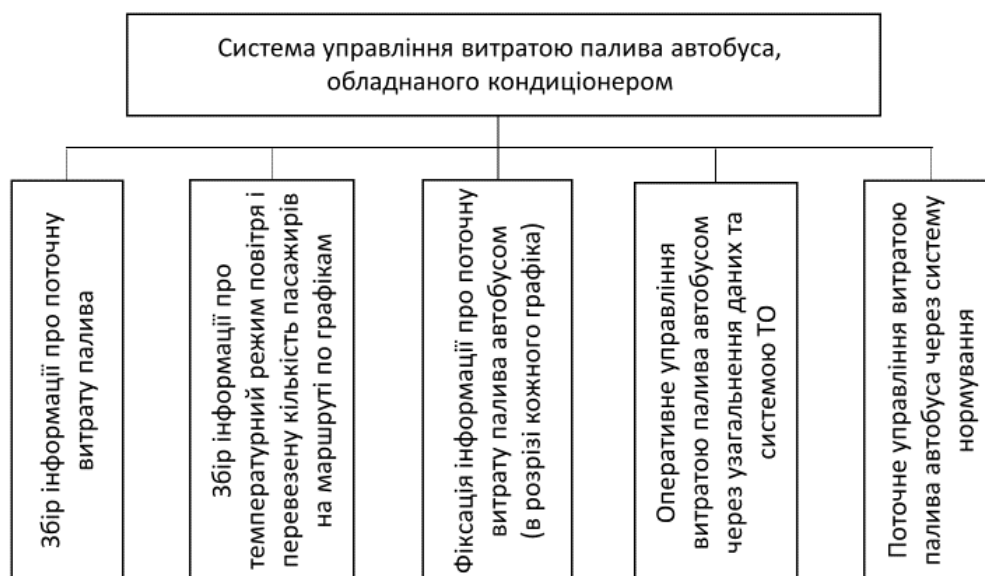 Система управління витратою палива автобуса,
обладнаного кондиціонером
Збір інформації про поточну
витрату палива
Збір інформації про
температурний режим повітря і
перевезену кількість пасажирів
на маршруті по графікам
Фіксація інформації про поточну
витрату палива автобусом
(в розрізі кожного графіка)
Оперативне управління
витратою палива автобусом
через узагальнення даних та
системою ТО
Поточне управління витратою
палива автобуса через систему
нормування